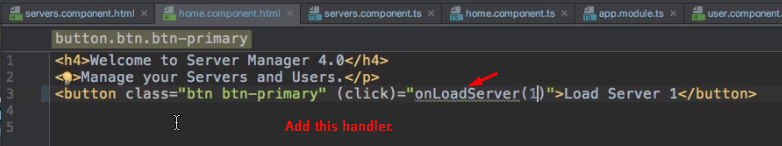 servers.component.html home.component.html servers.component.ts home.component.ts app.module.ts user.component
button.btn.btn-primary
1 <h4>Welcome to Server Manager 4.0</h4>
2 <p>Manage your Servers and Users.</p>
3 <button class="btn btn-primary" (click)="onLoadServer(1)">Load Server 1</button>
4
5
Add this handler.